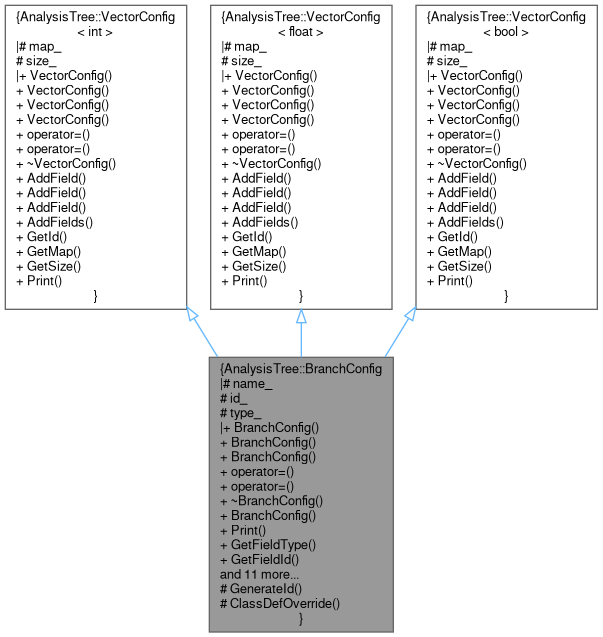 {AnalysisTree::VectorConfig
< int >
|# map_
# size_
|+ VectorConfig()
+ VectorConfig()
+ VectorConfig()
+ VectorConfig()
+ operator=()
+ operator=()
+ ~VectorConfig()
+ AddField()
+ AddField()
+ AddField()
+ AddFields()
+ GetId()
+ GetMap()
+ GetSize()
+ Print()
}
{AnalysisTree::VectorConfig
< float >
|# map_
# size_
|+ VectorConfig()
+ VectorConfig()
+ VectorConfig()
+ VectorConfig()
+ operator=()
+ operator=()
+ ~VectorConfig()
+ AddField()
+ AddField()
+ AddField()
+ AddFields()
+ GetId()
+ GetMap()
+ GetSize()
+ Print()
}
{AnalysisTree::VectorConfig
< bool >
|# map_
# size_
|+ VectorConfig()
+ VectorConfig()
+ VectorConfig()
+ VectorConfig()
+ operator=()
+ operator=()
+ ~VectorConfig()
+ AddField()
+ AddField()
+ AddField()
+ AddFields()
+ GetId()
+ GetMap()
+ GetSize()
+ Print()
}
{AnalysisTree::BranchConfig
|# name_
# id_
# type_
|+ BranchConfig()
+ BranchConfig()
+ BranchConfig()
+ operator=()
+ operator=()
+ ~BranchConfig()
+ BranchConfig()
+ Print()
+ GetFieldType()
+ GetFieldId()
and 11 more...
# GenerateId()
# ClassDefOverride()
}